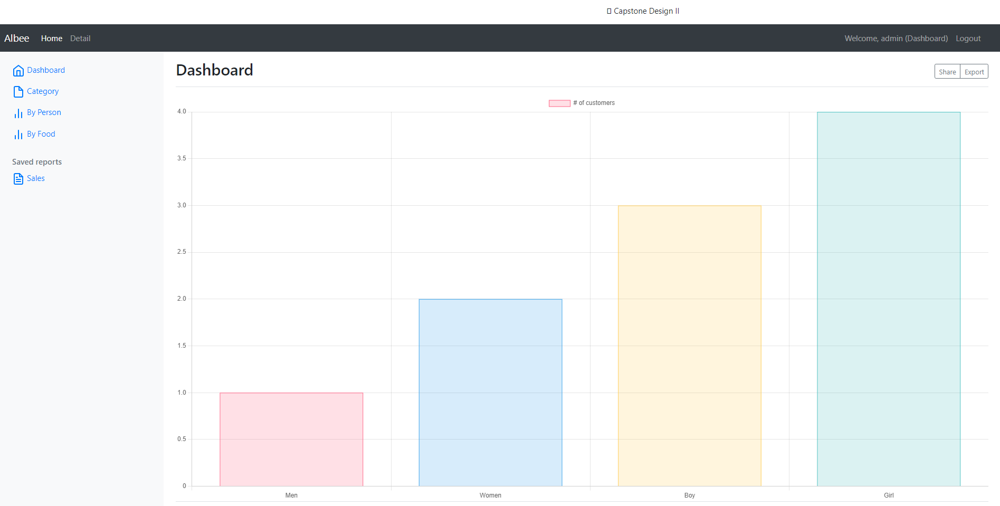 Capstone Design II
Albee Home Detail Welcome, admin (Dashboard) Logout
Dashboard
Category
By Person
By Food
Saved reports
Sales
Dashboard
Share Export
# of customers
4.0
3.5
3.0
2.5
2.0
1.5
1.0
0.5
0
Men Women Boy Girl